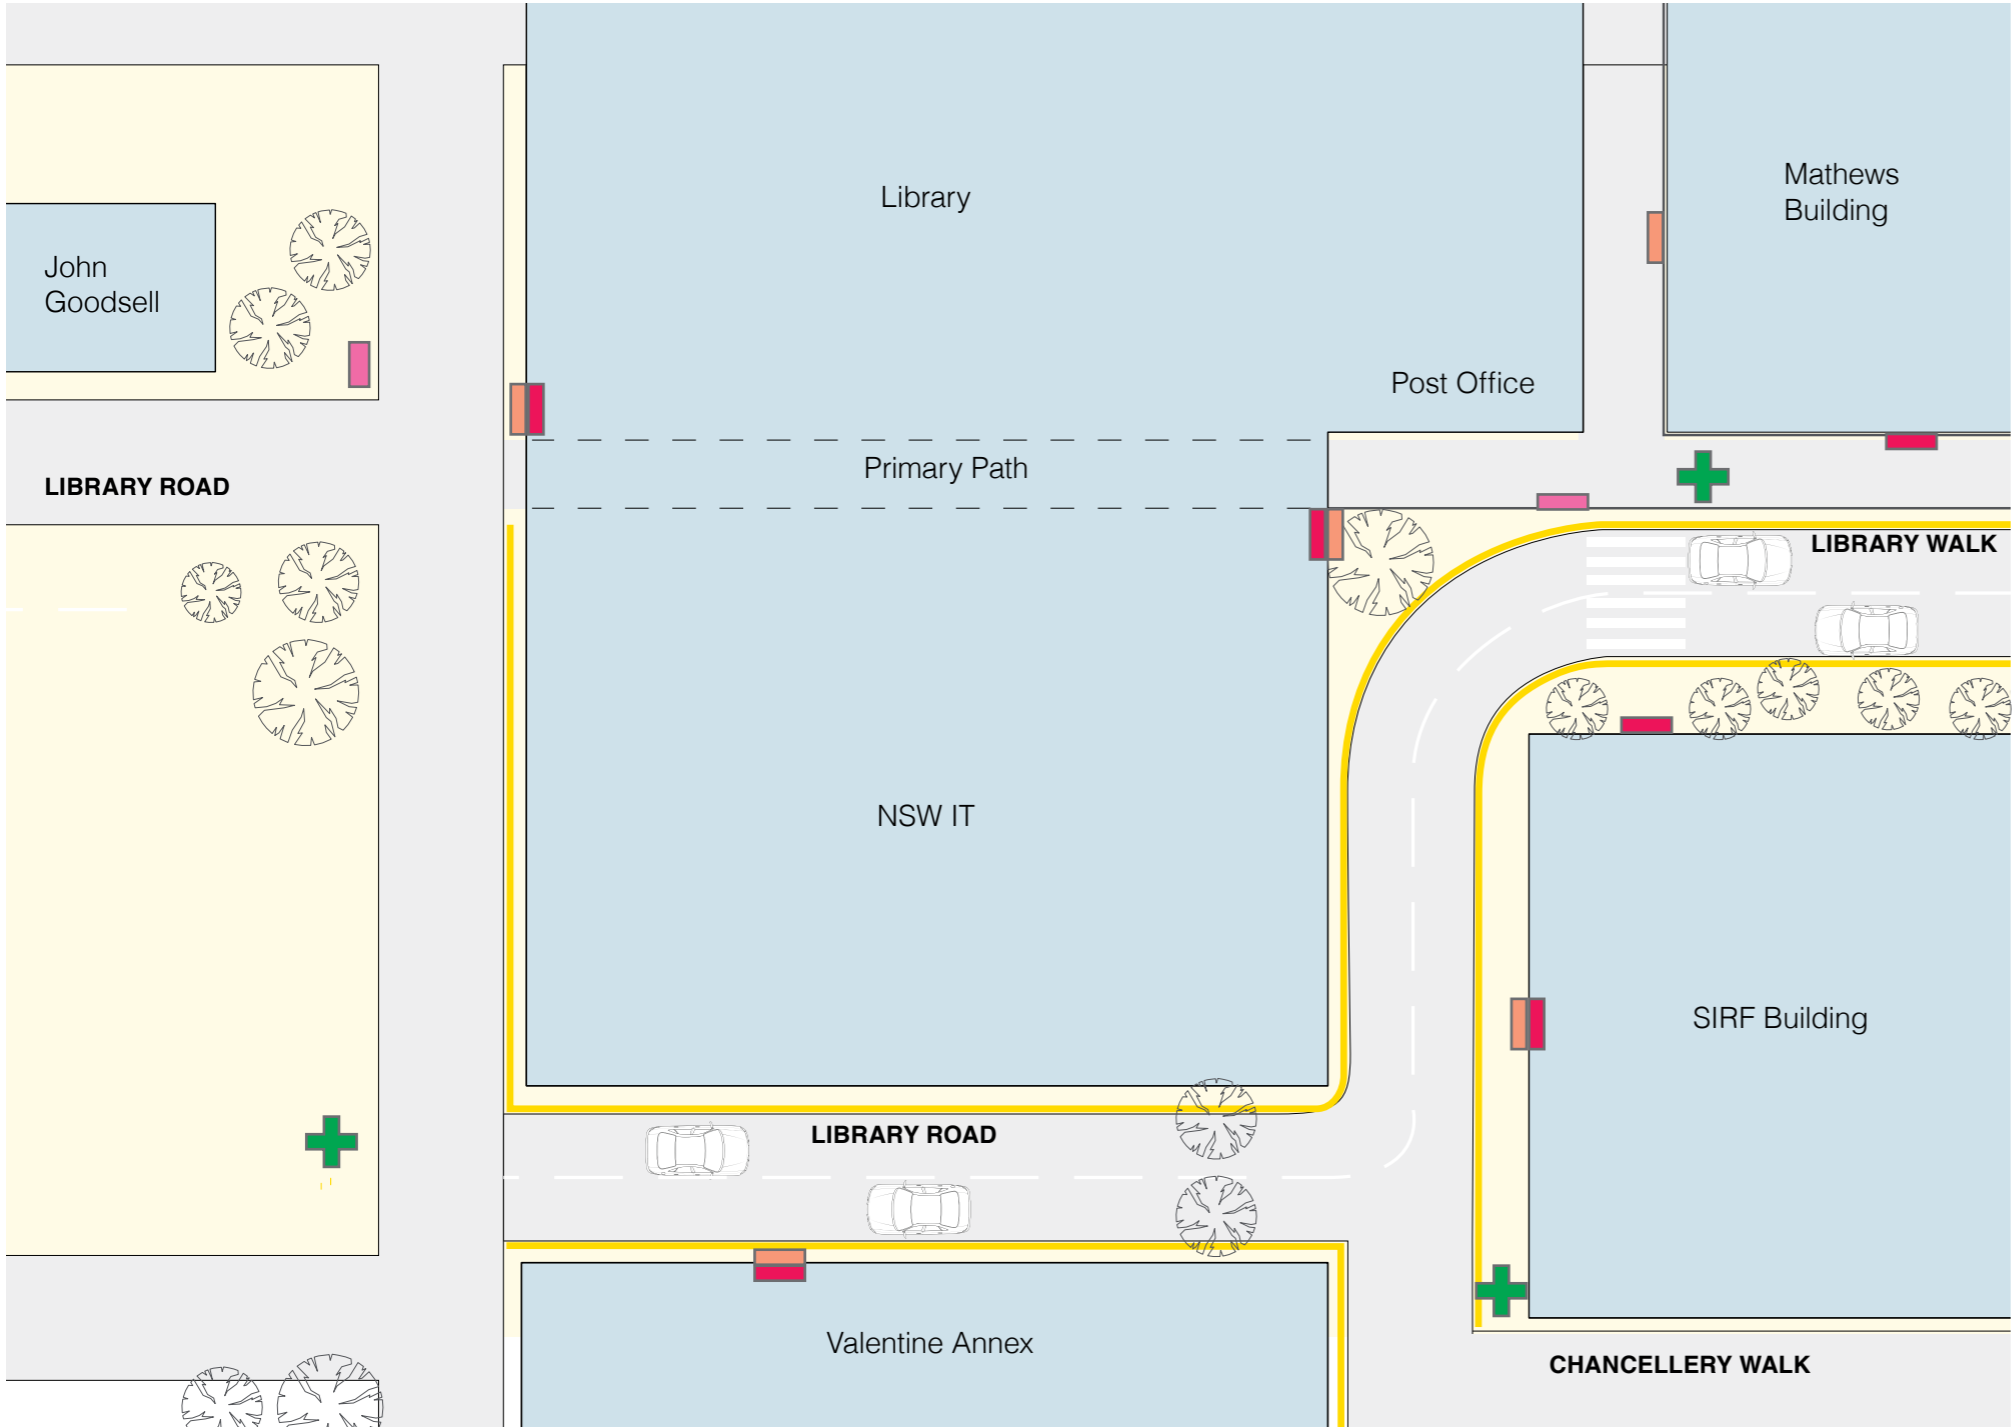 Library
Mathews
Building
John
Goodsell
Post Office
Primary Path
LIBRARY ROAD
LIBRARY WALK
NSW IT
SIRF Building
LIBRARY ROAD
Valentine Annex
CHANCELLERY WALK